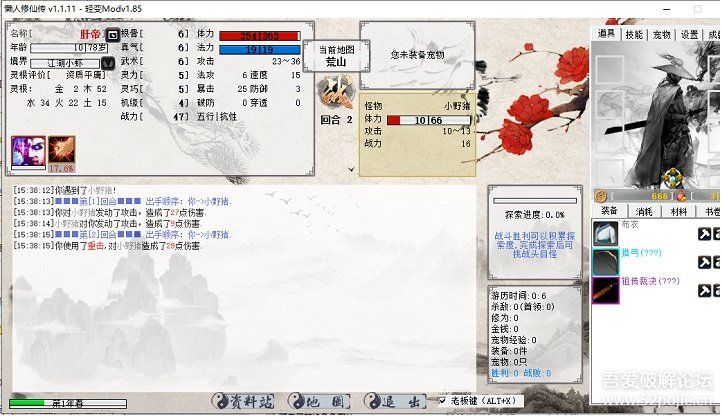 懒人修仙传 v1.1.11 - 轻变Modv1.85
名称[ 肝帝 ]
年龄 10|78岁
境界 江湖小虾
灵根评价[ 资质平庸]
灵根: 金 2 木 52
水 34 火 22 土 15
17.6%
根骨[ 6]
真气[ 6]
武术[ 6]
灵力[ 5]
灵巧[ 5]
机缘[ 4]
战力[ 47]
体力 354|363
法力 19|19
攻击 23~36
法攻 6 速度 15
暴击 25 防御 3
破防 0 穿透 0
五行|抗性
当前地图
荒山
回合 2
您未装备宠物
怪物 小野猪
体力 10|66
攻击 10~13
战力 16
道具 技能 宠物 设置
666
装备 消耗 材料
布衣
猎弓(???)
祖传裁决(???)
[15:38:12]你遇到了小野猪!
[15:38:13]■■■第[1]回合■■■ 出手顺序: 你->小野猪.
[15:38:13]你对小野猪发动了攻击, 造成了27点伤害.
[15:38:14]小野猪对你发动了攻击, 造成了9点伤害.
[15:38:15]■■■第[2]回合■■■ 出手顺序: 你->小野猪.
[15:38:15]你使用了重击,对小野猪造成了29点伤害.
探索进度:0.0%
战斗胜利可以积累探
索度,完成探索后可
挑战头目怪
游历时间:0:6
杀敌:0(首领:0)
修为:0
金钱:0
宠物经验:0
装备:0件
宠物:0只
胜利:0 战败:0
第1年春
资料站 地图 退出 老板键(ALT+X)
吾爱破解论坛
www.52pojie.cn